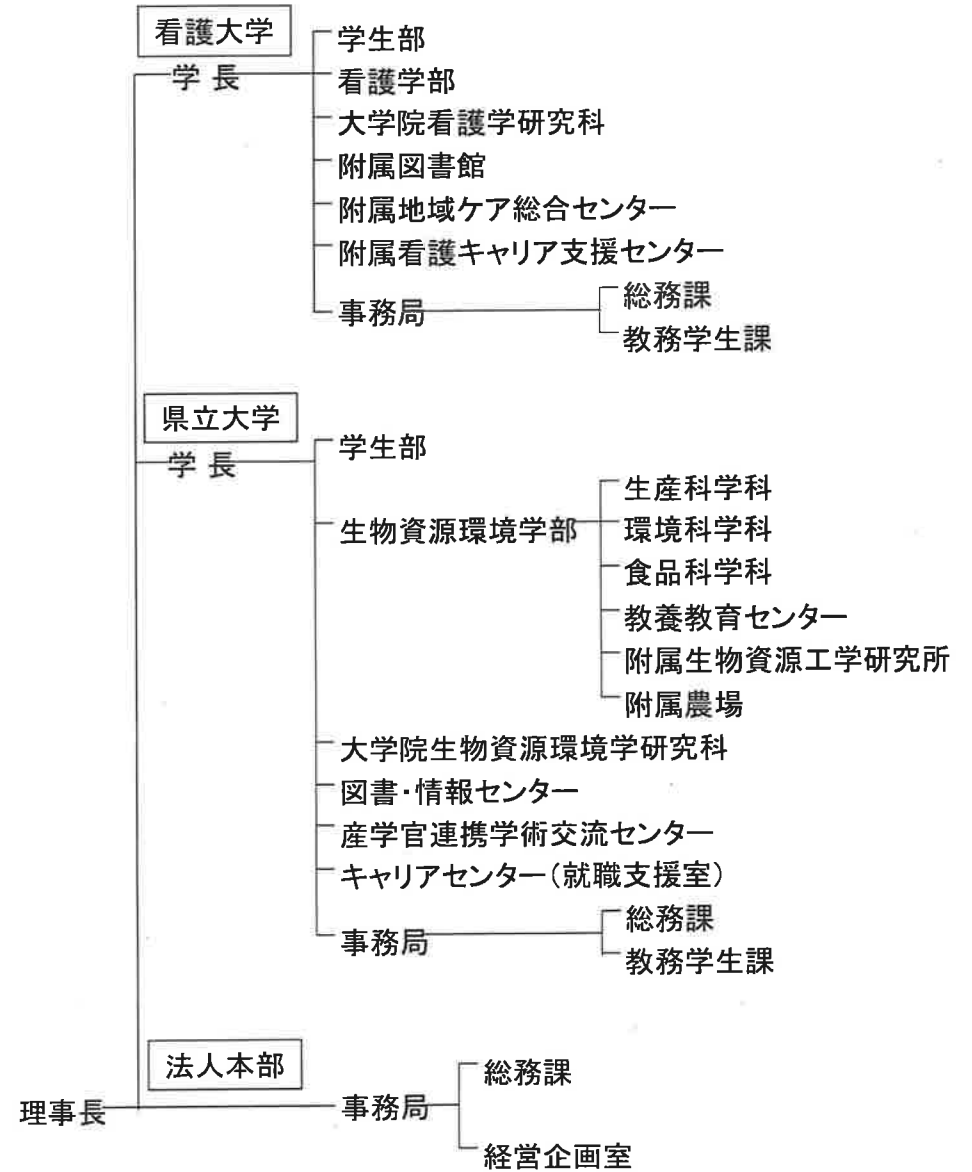 看護大学
学長
学生部
看護学部
大学院看護学研究科
附属図書館
附属地域ケア総合センター
附属看護キャリア支援センター
事務局
総務課
教務学生課
県立大学
学長
学生部
生物資源環境学部
生産科学科
環境科学科
食品科学科
教養教育センター
附属生物資源工学研究所
附属農場
大学院生物資源環境学研究科
図書・情報センター
産学官連携学術交流センター
キャリアセンター(就職支援室)
事務局
総務課
教務学生課
法人本部
理事長
事務局
総務課
経営企画室